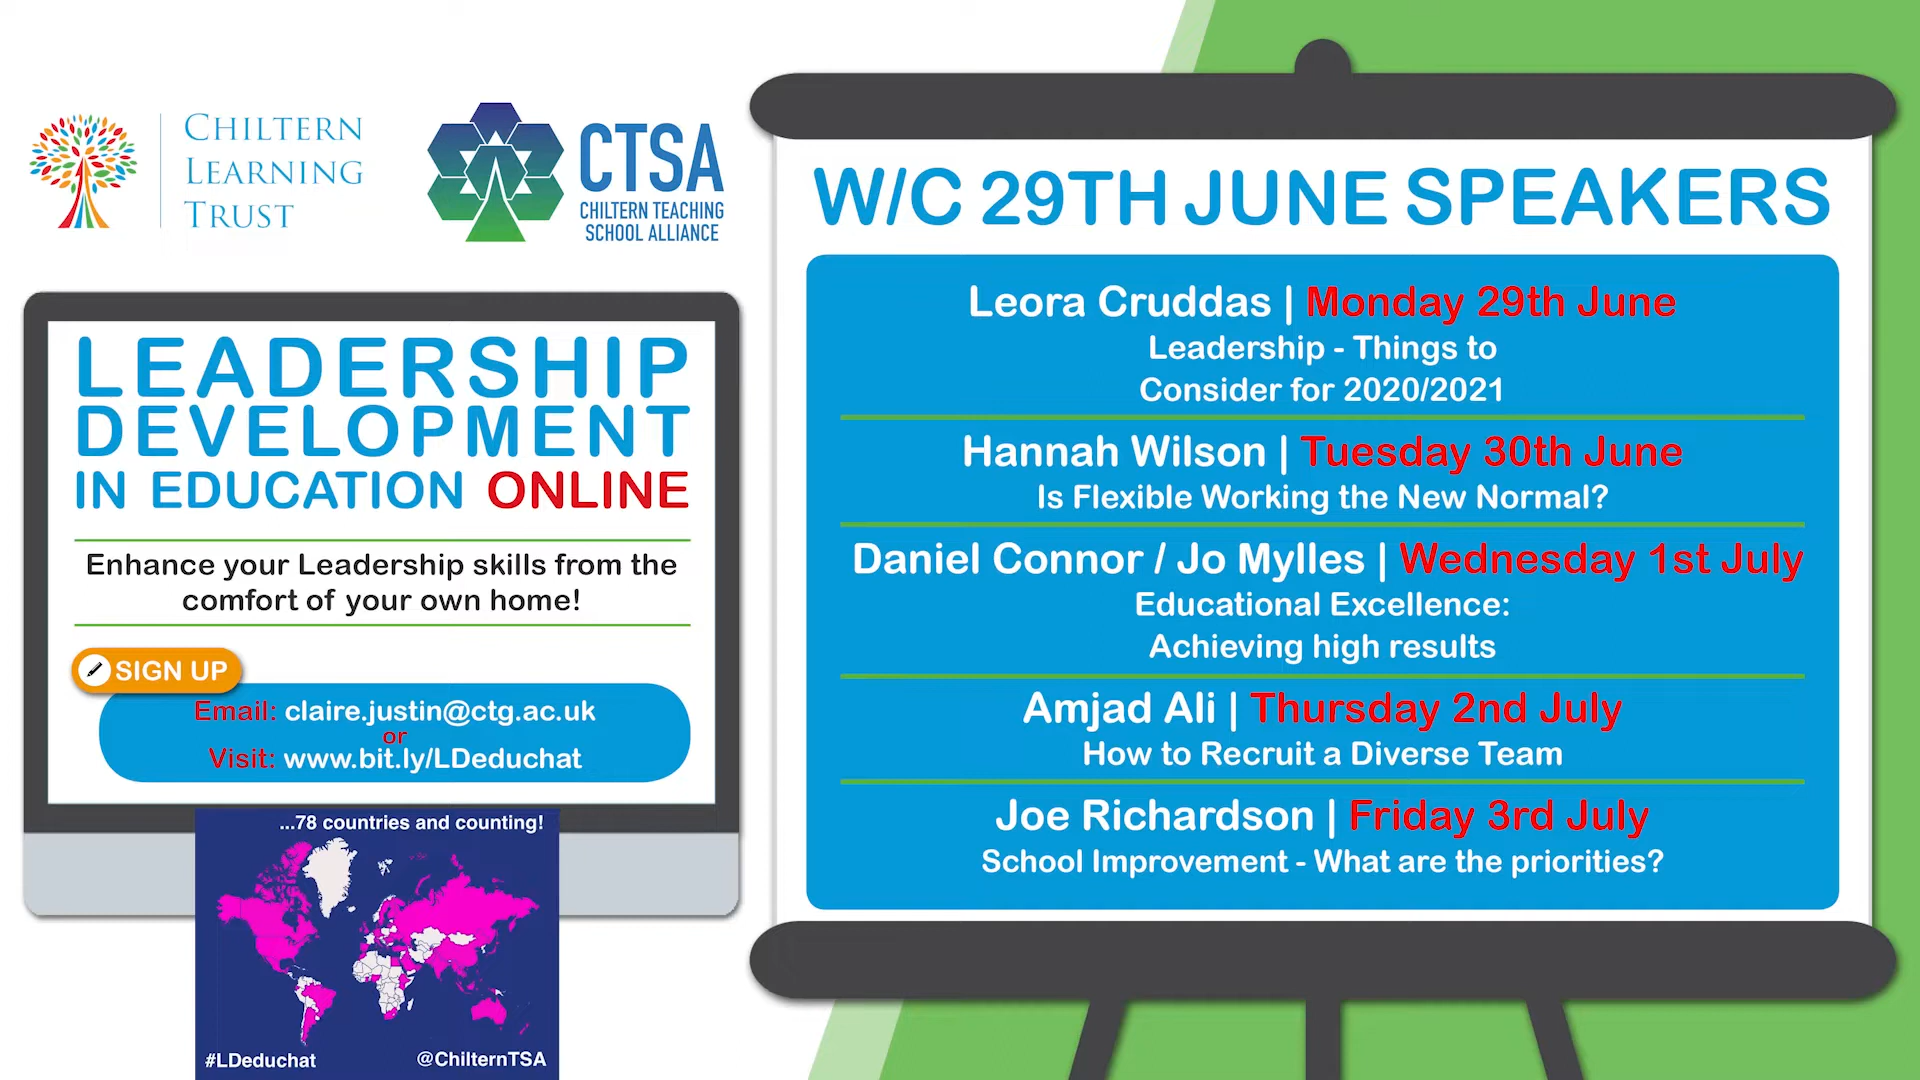 CHILTERN
LEARNING
TRUST
CTSA
CHILTERN TEACHING
SCHOOL ALLIANCE
LEADERSHIP
DEVELOPMENT
IN EDUCATION ONLINE
Enhance your Leadership skills from the
comfort of your own home!
SIGN UP
Email: claire.justin@ctg.ac.uk
or
Visit: www.bit.ly/LDeduchat
...78 countries and counting!
#LDeduchat
@ChilternTSA
W/C 29TH JUNE SPEAKERS
Leora Cruddas | Monday 29th June
Leadership - Things to
Consider for 2020/2021
Hannah Wilson | Tuesday 30th June
Is Flexible Working the New Normal?
Daniel Connor / Jo Mylles | Wednesday 1st July
Educational Excellence:
Achieving high results
Amjad Ali | Thursday 2nd July
How to Recruit a Diverse Team
Joe Richardson | Friday 3rd July
School Improvement - What are the priorities?